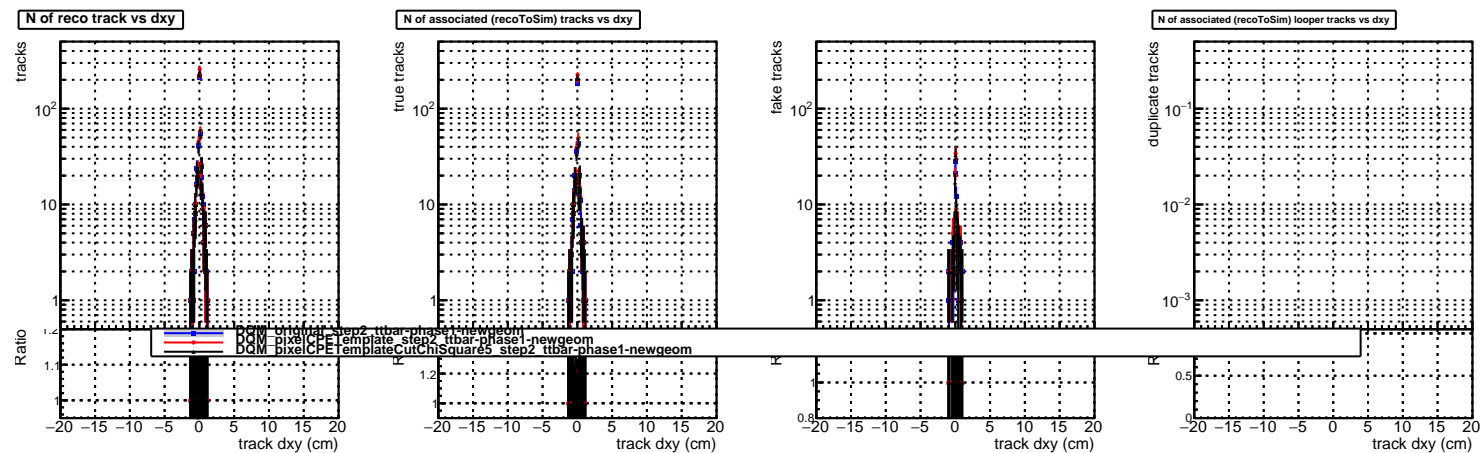 N of reco track vs dxy
N of associated (recoToSim) tracks vs dxy
N of associated (recoToSim) looper tracks vs dxy
tracks
10²
10
1
Ratio
1.2
1.1
1
−20 −15 −10 −5 0 5 10 15 20
track dxy (cm)
true tracks
10²
10
1
1.2
1
−20 −15 −10 −5 0 5 10 15 20
track dxy (cm)
fake tracks
10²
10
1
1
0.8
−20 −15 −10 −5 0 5 10 15 20
track dxy (cm)
duplicate tracks
10⁻¹
10⁻²
10⁻³
0.5
0
−20 −15 −10 −5 0 5 10 15 20
track dxy (cm)
DQM_original_step2_ttbar-phase1-newgeom
DQM_pixelCPETemplate_step2_ttbar-phase1-newgeom
DQM_pixelCPETemplateCutChiSquare5_step2_ttbar-phase1-newgeom